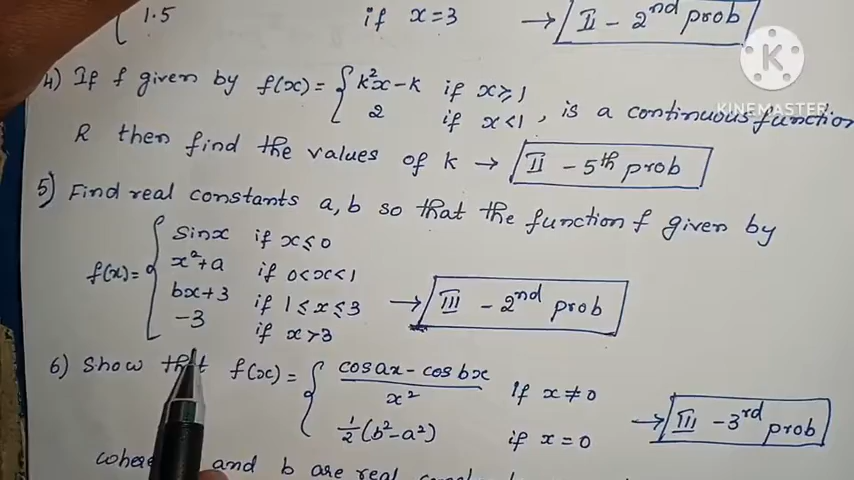 1.5 if x=3 → II - 2nd prob
K
KINEMASTER
4) If f given by f(x)= { k²x-k if x≥1
2 if x<1, is a continuous function
R then find the values of k → II - 5th prob
5) Find real constants a, b so that the function f given by
f(x)= { sinx if x≤0
x²+a if 0<x<1
bx+3 if 1≤x≤3 → III - 2nd prob
-3 if x>3
6) Show that f(x)= { cosax-cosbx / x² if x≠0
½(b²-a²) if x=0 → III - 3rd prob
where and b are real